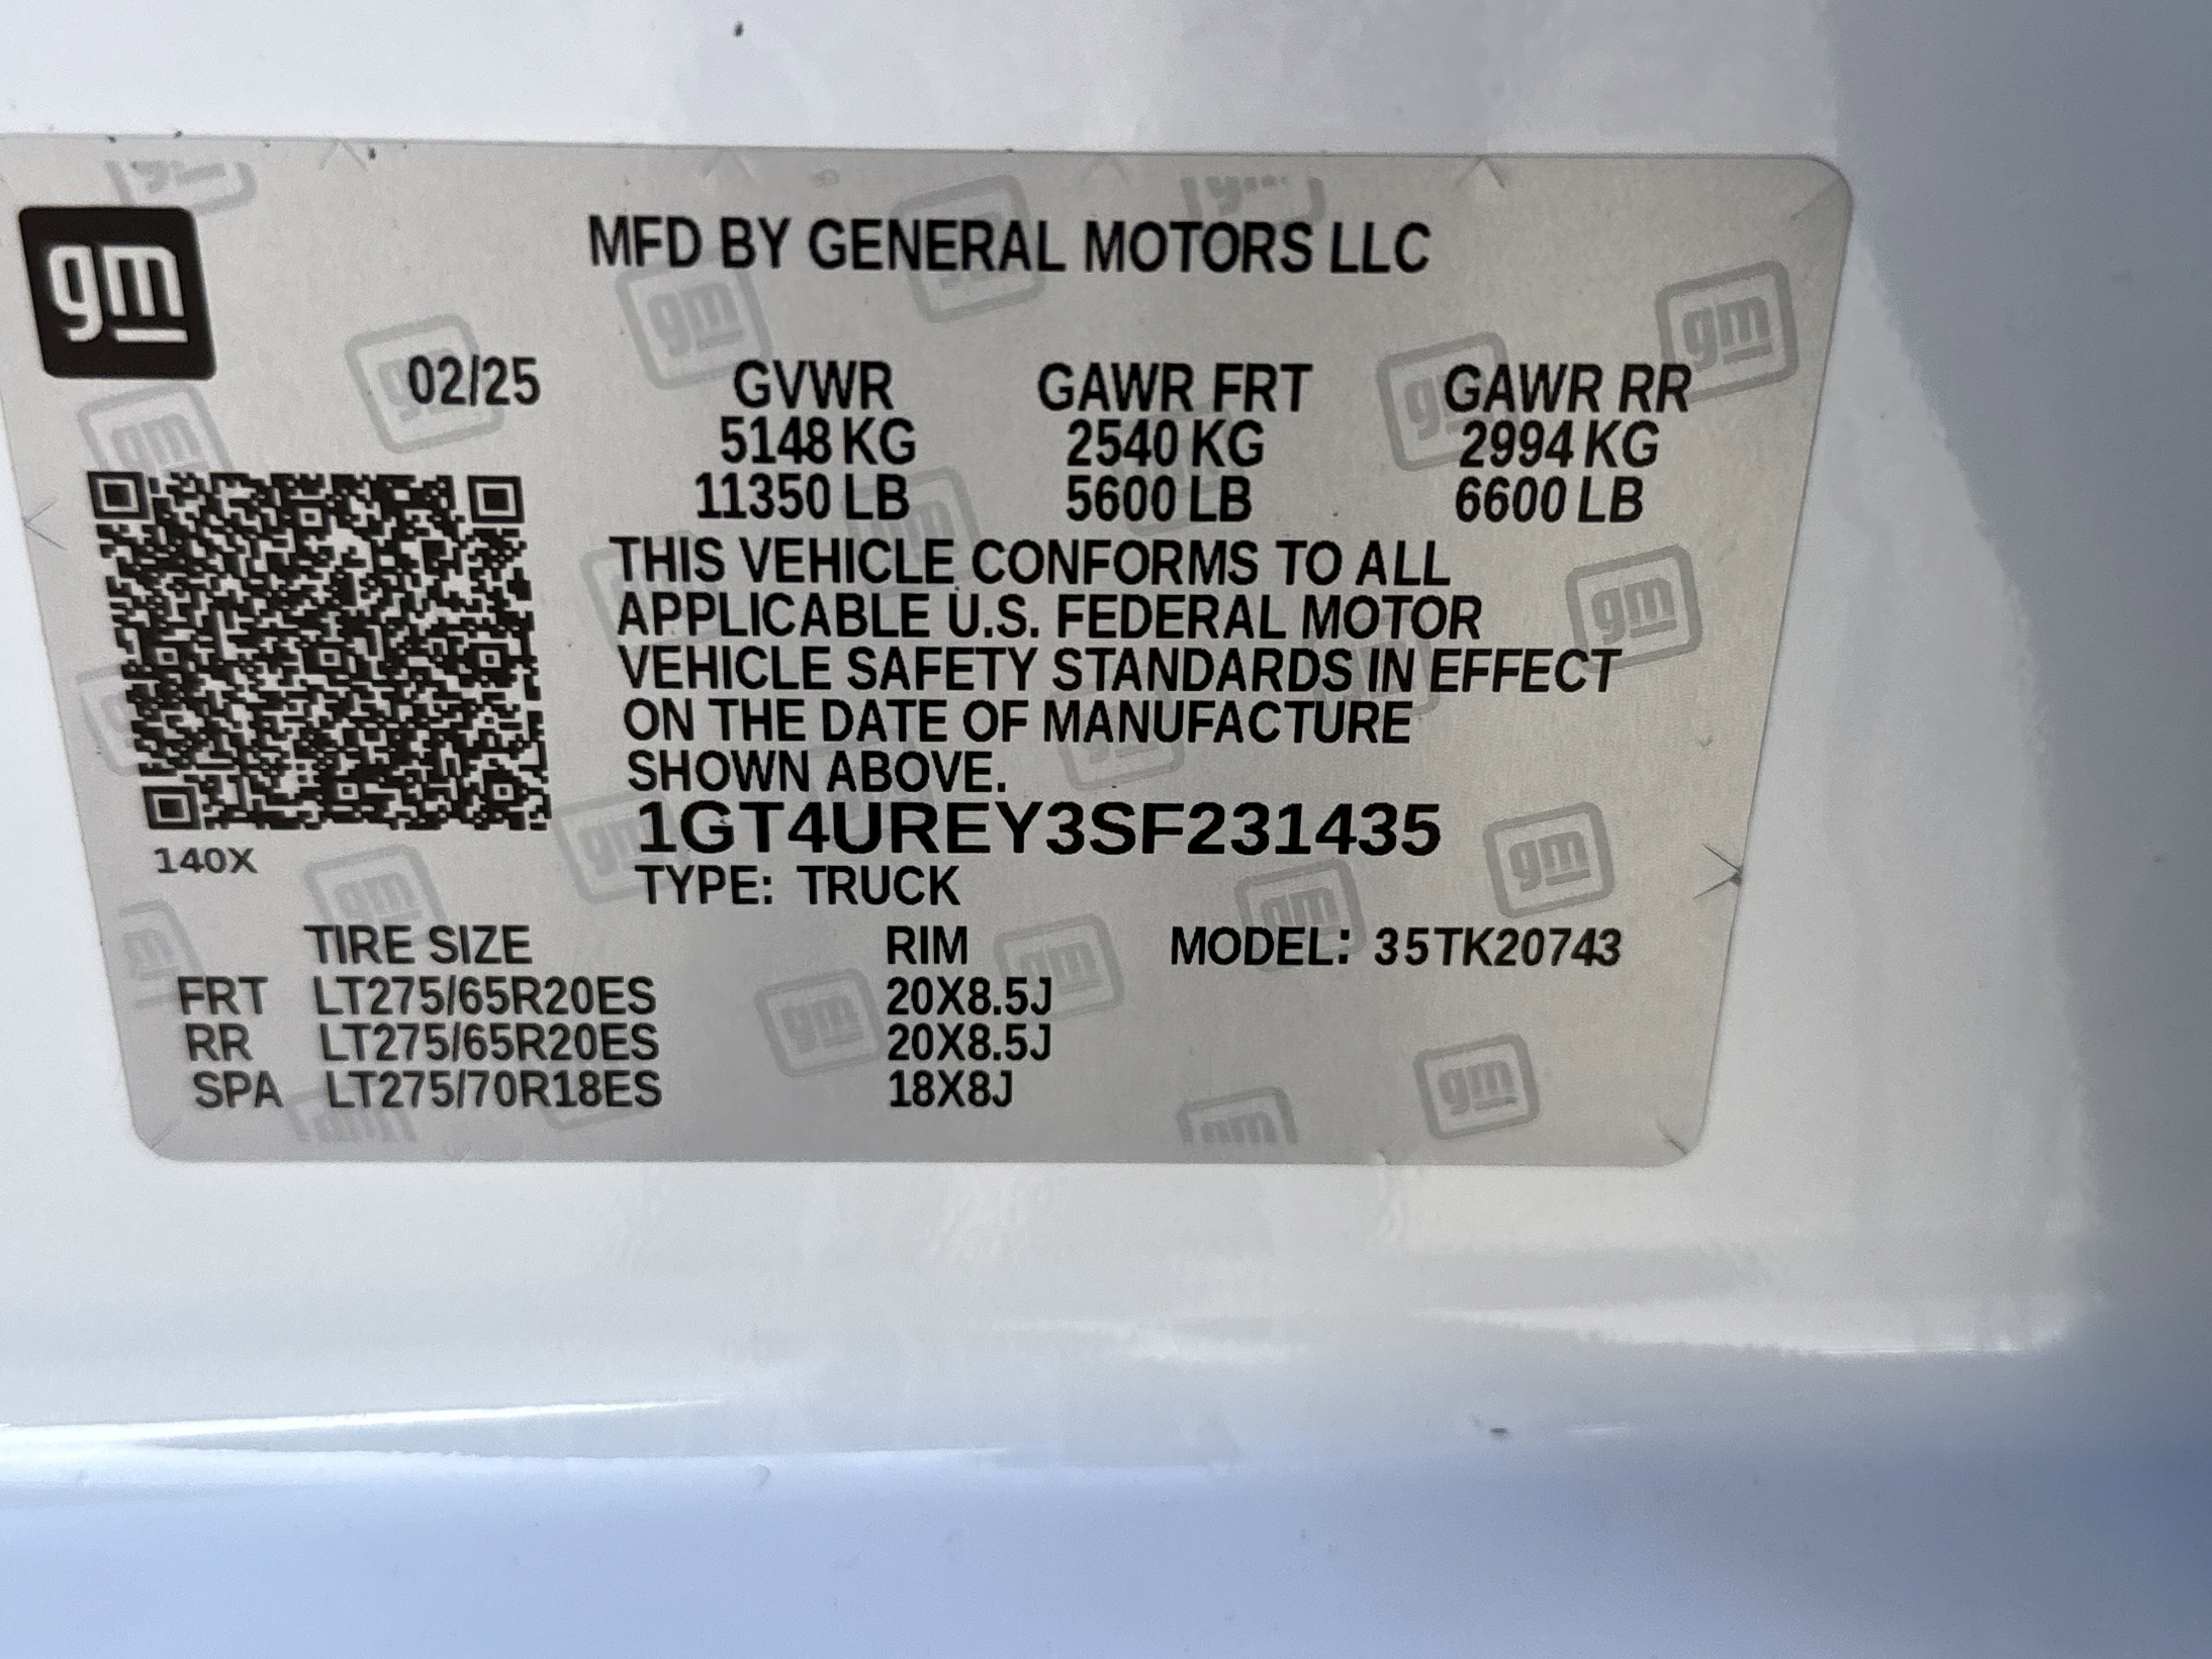 gm
MFD BY GENERAL MOTORS LLC
02/25 GVWR GAWR FRT GAWR RR
5148 KG 2540 KG 2994 KG
11350 LB 5600 LB 6600 LB
THIS VEHICLE CONFORMS TO ALL
APPLICABLE U.S. FEDERAL MOTOR
VEHICLE SAFETY STANDARDS IN EFFECT
ON THE DATE OF MANUFACTURE
SHOWN ABOVE.
1GT4UREY3SF231435
140X
TYPE: TRUCK
TIRE SIZE RIM MODEL: 35TK20743
FRT LT275/65R20ES 20X8.5J
RR LT275/65R20ES 20X8.5J
SPA LT275/70R18ES 18X8J